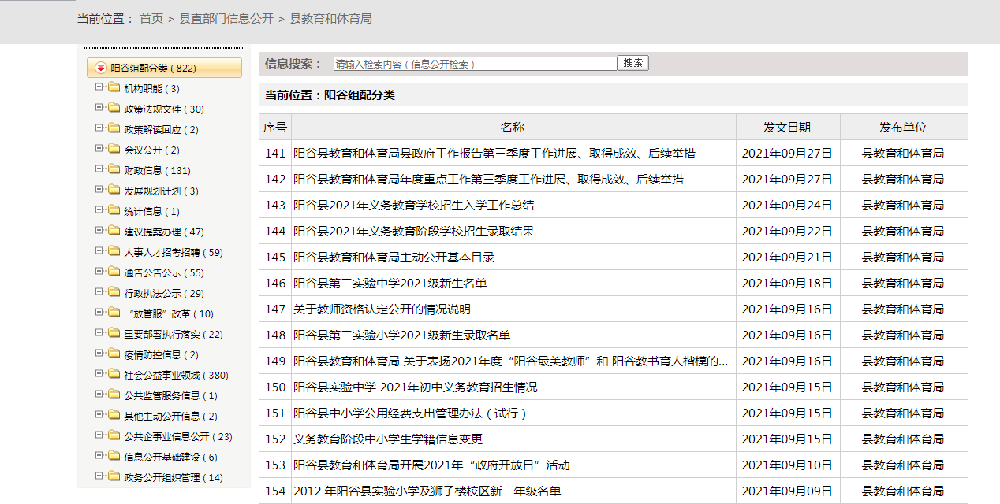 当前位置： 首页 > 县直部门信息公开 > 县教育和体育局
阳谷组配分类 ( 822)
机构职能 ( 3)
政策法规文件 ( 30)
政策解读回应 ( 2)
会议公开 ( 2)
财政信息 ( 131)
发展规划计划 ( 3)
统计信息 ( 1)
建议提案办理 ( 47)
人事人才招考招聘 ( 59)
通告公告公示 ( 55)
行政执法公示 ( 29)
“放管服”改革 ( 10)
重要部署执行落实 ( 22)
疫情防控信息 ( 2)
社会公益事业领域 ( 380)
公共监管服务信息 ( 1)
其他主动公开信息 ( 2)
公共企事业信息公开 ( 23)
信息公开基础建设 ( 6)
政务公开组织管理 ( 14)
信息搜索： 请输入检索内容（信息公开检索） 搜索
当前位置：阳谷组配分类
序号 名称 发文日期 发布单位
141 阳谷县教育和体育局县政府工作报告第三季度工作进展、取得成效、后续举措 2021年09月27日 县教育和体育局
142 阳谷县教育和体育局年度重点工作第三季度工作进展、取得成效、后续举措 2021年09月27日 县教育和体育局
143 阳谷县2021年义务教育学校招生入学工作总结 2021年09月24日 县教育和体育局
144 阳谷县2021年义务教育阶段学校招生录取结果 2021年09月22日 县教育和体育局
145 阳谷县教育和体育局主动公开基本目录 2021年09月21日 县教育和体育局
146 阳谷县第二实验中学2021级新生名单 2021年09月18日 县教育和体育局
147 关于教师资格认定公开的情况说明 2021年09月16日 县教育和体育局
148 阳谷县第二实验小学2021级新生录取名单 2021年09月16日 县教育和体育局
149 阳谷县教育和体育局 关于表扬2021年度“阳谷最美教师”和 阳谷教书育人楷模的... 2021年09月16日 县教育和体育局
150 阳谷县实验中学 2021年初中义务教育招生情况 2021年09月15日 县教育和体育局
151 阳谷县中小学公用经费支出管理办法（试行） 2021年09月15日 县教育和体育局
152 义务教育阶段中小学生学籍信息变更 2021年09月15日 县教育和体育局
153 阳谷县教育和体育局开展2021年“政府开放日”活动 2021年09月10日 县教育和体育局
154 2012 年阳谷县实验小学及狮子楼校区新一年级名单 2021年09月09日 县教育和体育局